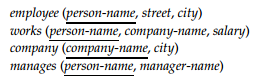 employee (person-name, street, city)
works (person-name, company-name, salary)
company (company-name, city)
manages (person-name, manager-name)